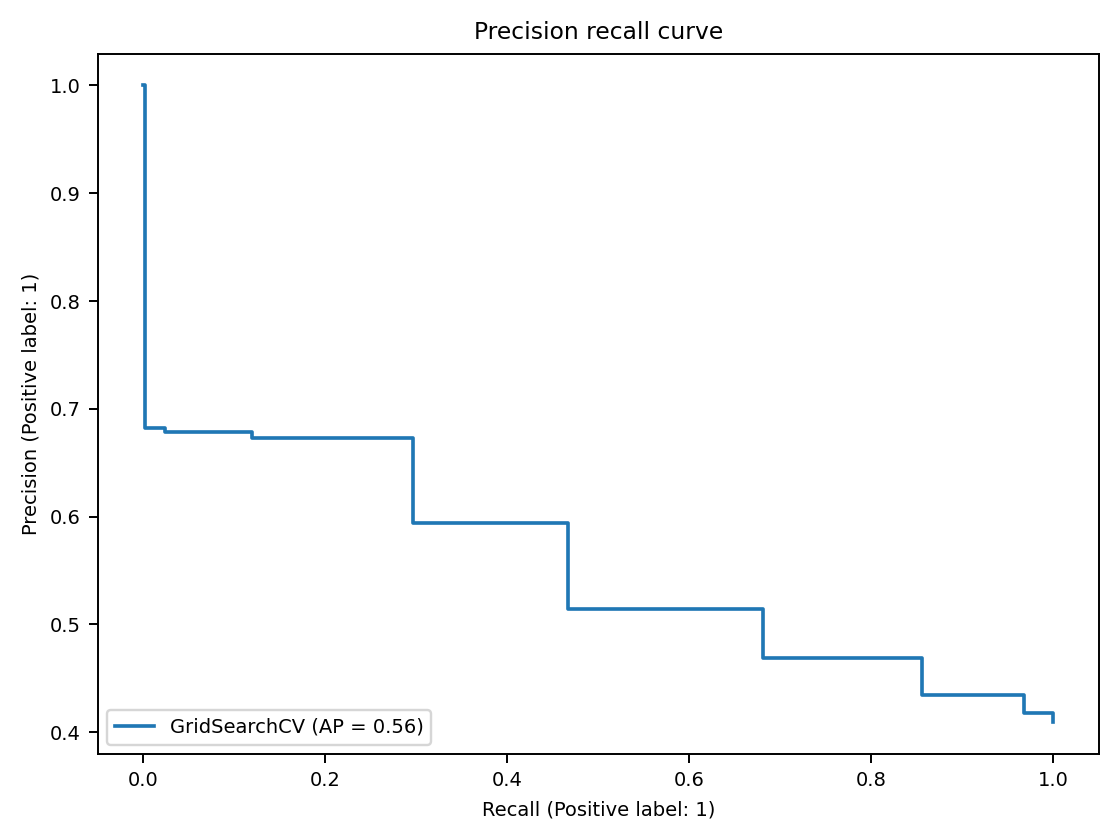 Precision recall curve
1.0
0.9
0.8
0.7
0.6
0.5
0.4
Precision (Positive label: 1)
GridSearchCV (AP = 0.56)
0.0 0.2 0.4 0.6 0.8 1.0
Recall (Positive label: 1)